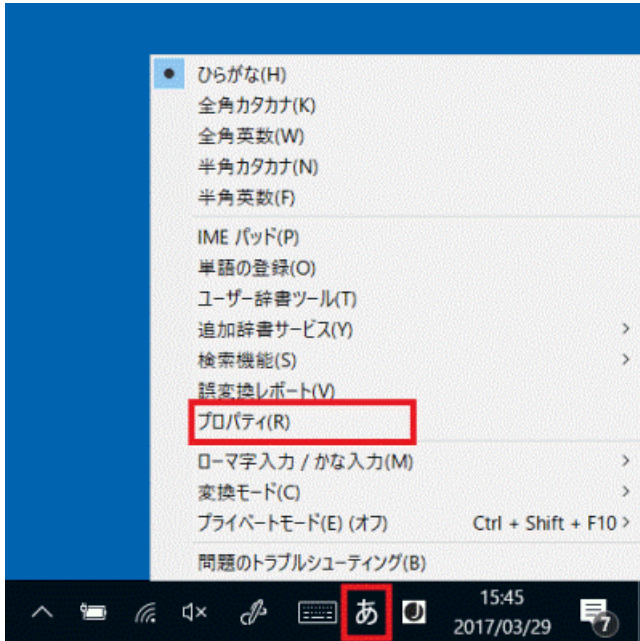 ひらがな(H)
全角カタカナ(K)
全角英数(W)
半角カタカナ(N)
半角英数(F)
IME パッド(P)
単語の登録(O)
ユーザー辞書ツール(T)
追加辞書サービス(Y)
検索機能(S)
誤変換レポート(V)
プロパティ(R)
ローマ字入力 / かな入力(M)
変換モード(C)
プライベートモード(E) (オフ) Ctrl + Shift + F10
問題のトラブルシューティング(B)
あ
15:45
2017/03/29
7